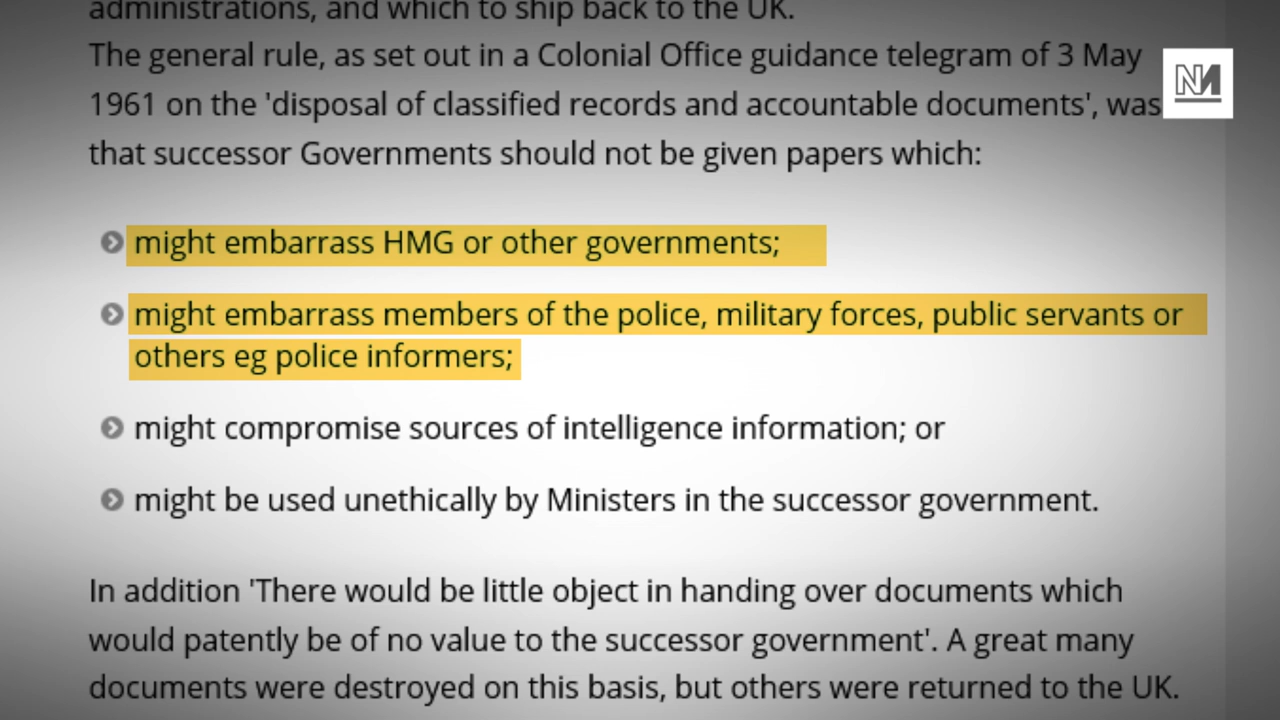 administrations, and which to ship back to the UK.
The general rule, as set out in a Colonial Office guidance telegram of 3 May
1961 on the 'disposal of classified records and accountable documents', was
that successor Governments should not be given papers which:
might embarrass HMG or other governments;
might embarrass members of the police, military forces, public servants or
others eg police informers;
might compromise sources of intelligence information; or
might be used unethically by Ministers in the successor government.
In addition 'There would be little object in handing over documents which
would patently be of no value to the successor government'. A great many
documents were destroyed on this basis, but others were returned to the UK.
NM